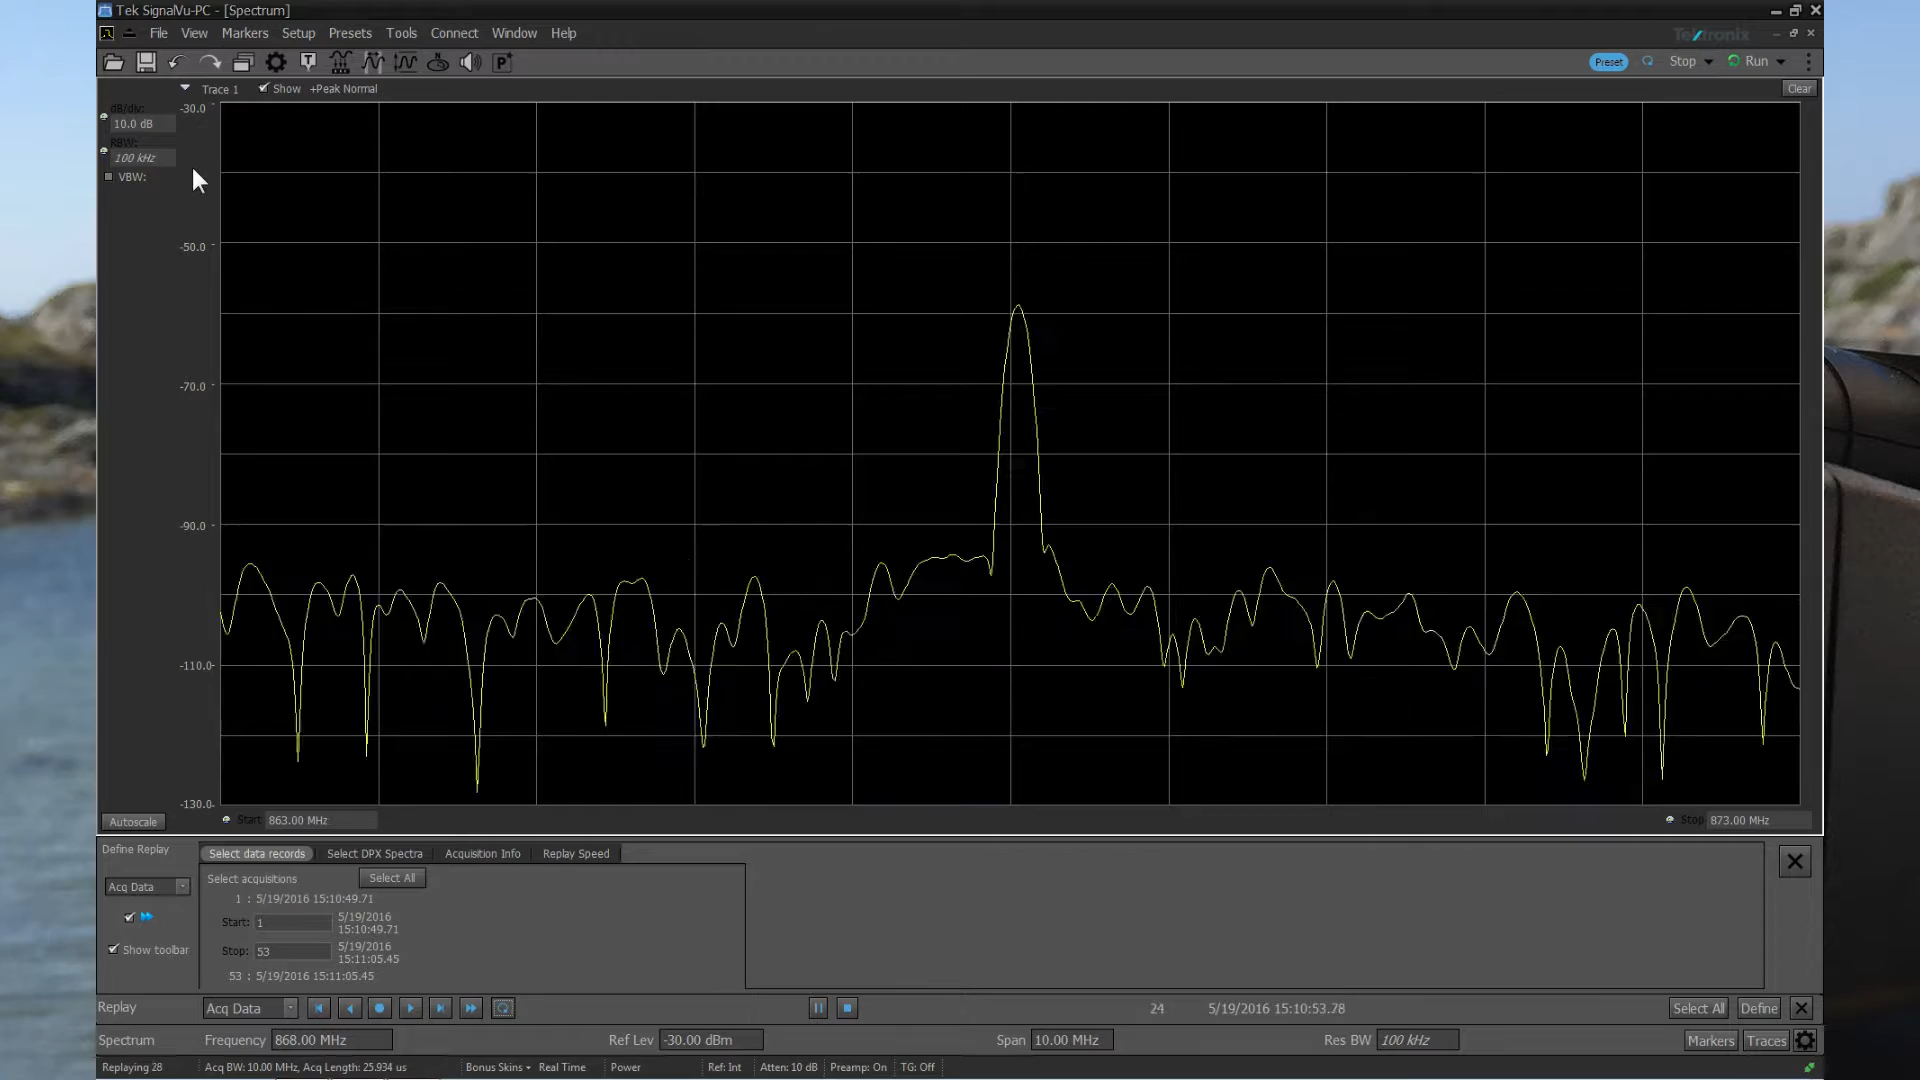 Tek SignalVu-PC - [Spectrum]
File View Markers Setup Presets Tools Connect Window Help
Tektronix
Preset Stop Run
Trace 1 Show +Peak Normal Clear
dB/div:
10.0 dB
RBW:
100 kHz
VBW:
-30.0
-50.0
-70.0
-90.0
-110.0
-130.0
Autoscale Start 863.00 MHz Stop 873.00 MHz
Define Replay Select data records Select DPX Spectra Acquisition Info Replay Speed
Acq Data
Show toolbar
Select acquisitions Select All
1 : 5/19/2016 15:10:49.71
Start: 1 5/19/2016
15:10:49.71
Stop: 53 5/19/2016
15:11:05.45
53 : 5/19/2016 15:11:05.45
Replay Acq Data 24 5/19/2016 15:10:53.78 Select All Define
Spectrum Frequency 868.00 MHz Ref Lev -30.00 dBm Span 10.00 MHz Res BW 100 kHz Markers Traces
Replaying 28 Acq BW: 10.00 MHz, Acq Length: 25.934 us Bonus Skins Real Time Power Ref: Int Atten: 10 dB Preamp: On TG: Off